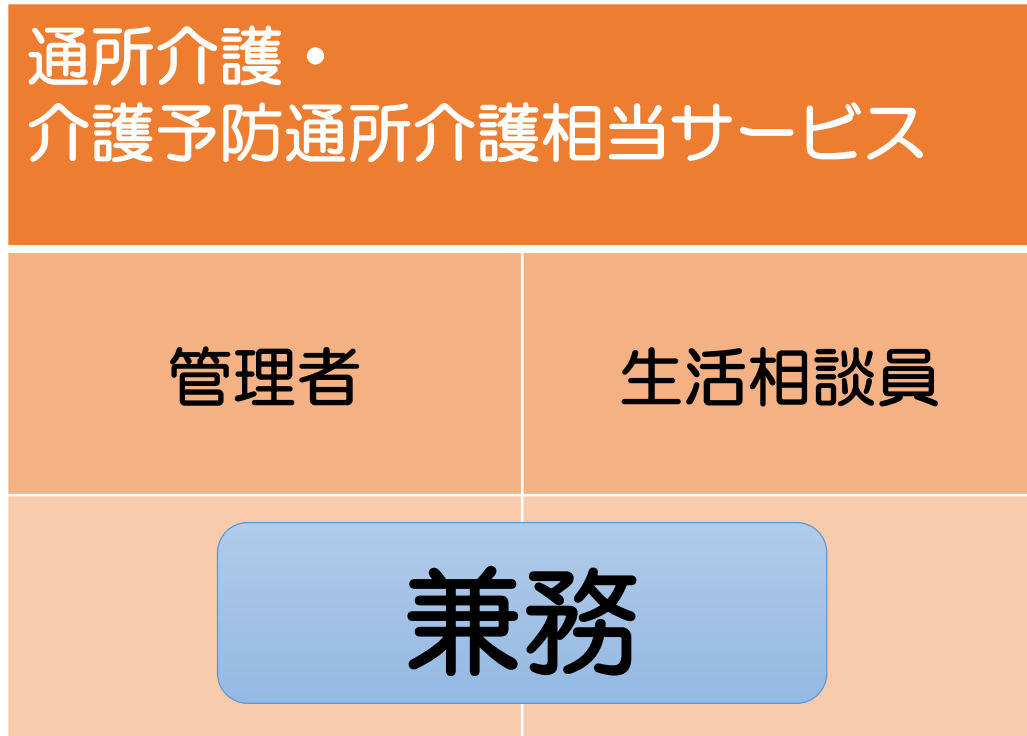 通所介護・
介護予防通所介護相当サービス
管理者
生活相談員
兼務